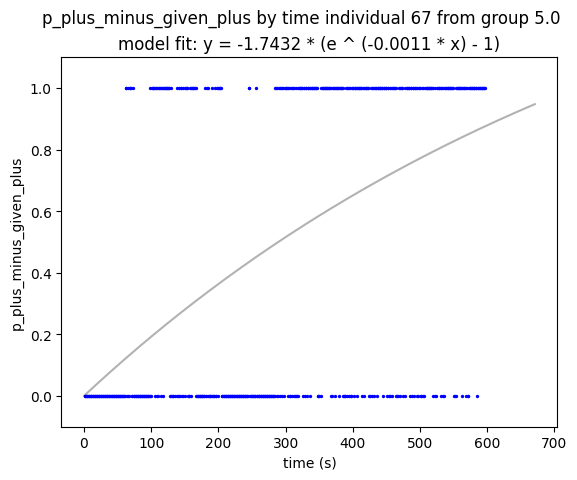 p_plus_minus_given_plus by time individual 67 from group 5.0
model fit: y = -1.7432 * (e ^ (-0.0011 * x) - 1)
1.0
0.8
0.6
0.4
0.2
0.0
p_plus_minus_given_plus
0 100 200 300 400 500 600 700
time (s)